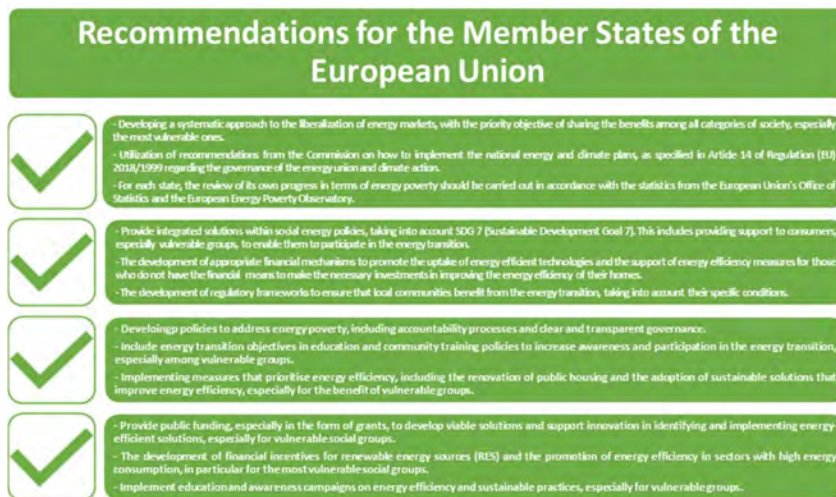 Recommendations for the Member States of the
European Union
- Developing a systematic approach to the liberalization of energy markets, with the priority objective of sharing the benefits among all categories of society, especially
the most vulnerable ones.
- Utilization of recommendations from the Commission on how to implement the national energy and climate plans, as specified in Article 14 of Regulation (EU)
2018/1999 regarding the governance of the energy union and climate action.
- For each state, the review of its own progress in terms of energy poverty should be carried out in accordance with the statistics from the European Union's Office of
Statistics and the European Energy Poverty Observatory.
- Provide integrated solutions within social energy policies, taking into account SDG 7 (Sustainable Development Goal 7). This includes providing support to consumers,
especially vulnerable groups, to enable them to participate in the energy transition.
- The development of appropriate financial mechanisms to promote the uptake of energy efficient technologies and the support of energy efficiency measures for those
who do not have the financial means to make the necessary investments in improving the energy efficiency of their homes.
- The development of regulatory frameworks to ensure that local communities benefit from the energy transition, taking into account their specific conditions.
- Develoingp policies to address energy poverty, including accountability processes and clear and transparent governance.
- Include energy transition objectives in education and community training policies to increase awareness and participation in the energy transition,
especially among vulnerable groups.
- Implementing measures that prioritise energy efficiency, including the renovation of public housing and the adoption of sustainable solutions that
improve energy efficiency, especially for the benefit of vulnerable groups.
- Provide public funding, especially in the form of grants, to develop viable solutions and support innovation in identifying and implementing energy-
efficient solutions, especially for vulnerable social groups.
- The development of financial incentives for renewable energy sources (RES) and the promotion of energy efficiency in sectors with high energy
consumption, in particular for the most vulnerable social groups.
- Implement education and awareness campaigns on energy efficiency and sustainable practices, especially for vulnerable groups.